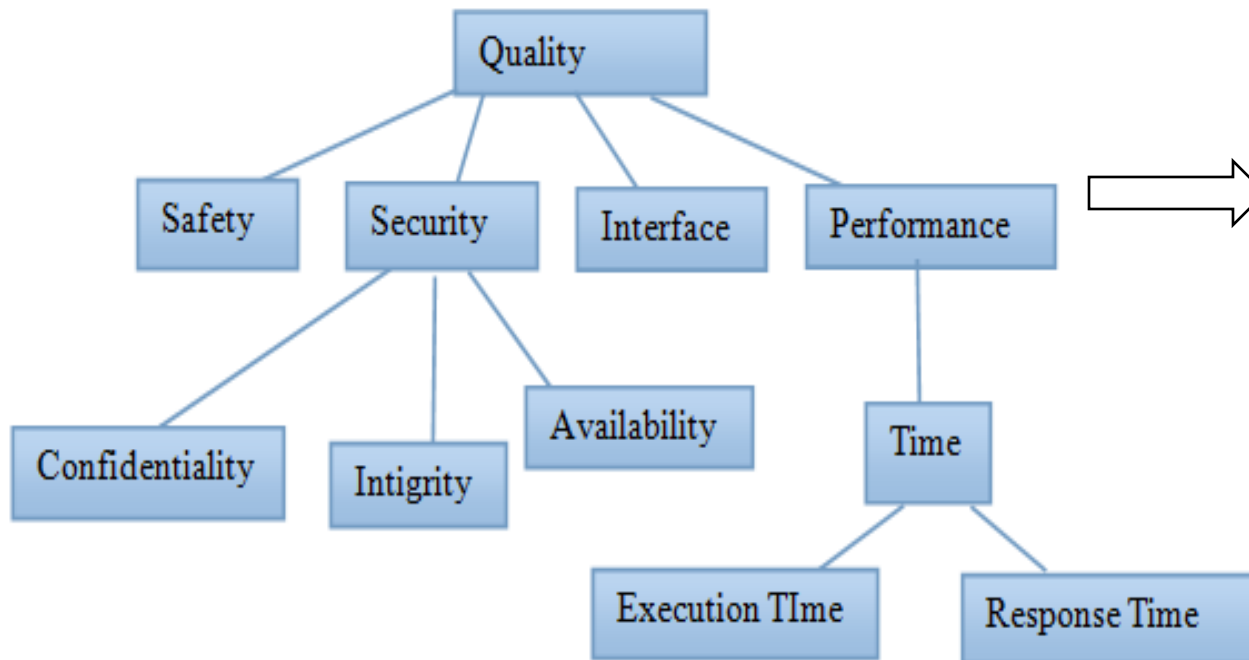 Quality
Safety
Security
Interface
Performance
Confidentiality
Intigrity
Availability
Time
Execution TIme
Response Time